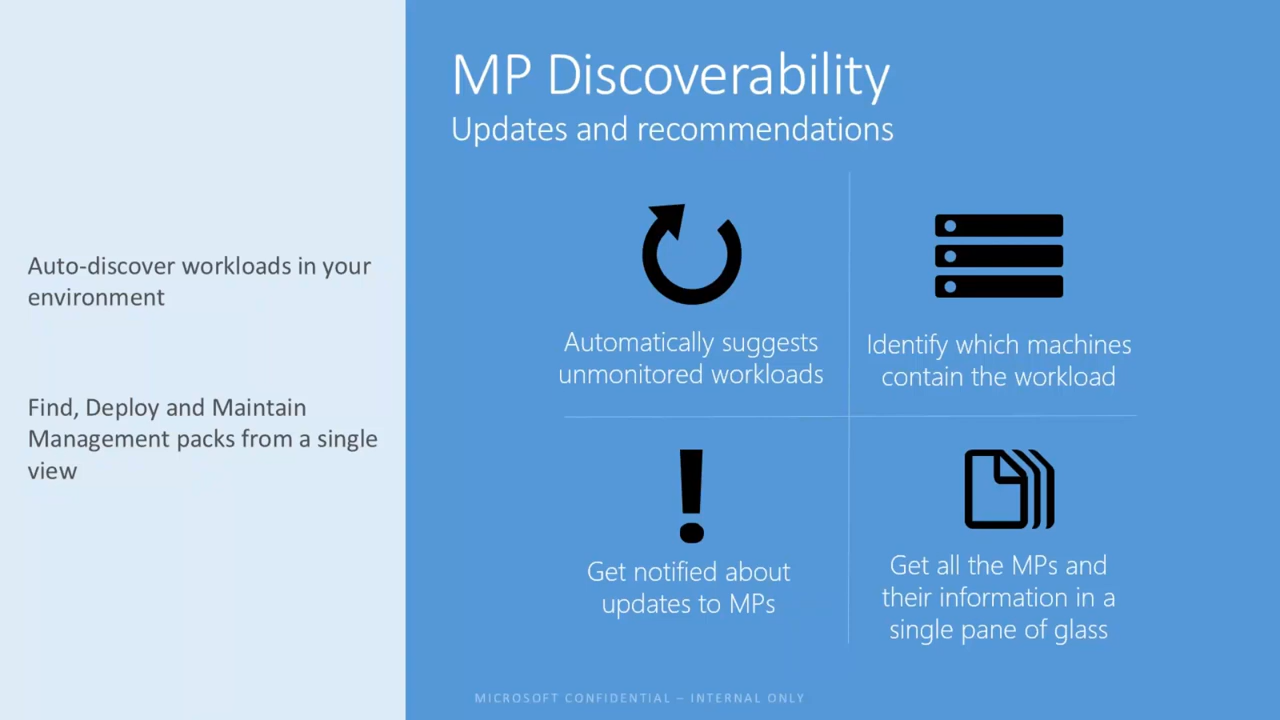 MP Discoverability
Updates and recommendations
Auto-discover workloads in your
environment
Find, Deploy and Maintain
Management packs from a single
view
Automatically suggests
unmonitored workloads
Identify which machines
contain the workload
Get notified about
updates to MPs
Get all the MPs and
their information in a
single pane of glass
MICROSOFT CONFIDENTIAL – INTERNAL ONLY